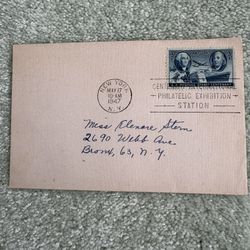 NEW YORK
MAY 17
10 AM
1947
N.Y.
CENTENARY INTERNATIONAL
PHILATELIC EXHIBITION
STATION
Miss Elenore Stern
2690 Webb Ave
Bronx, 63, N.Y.